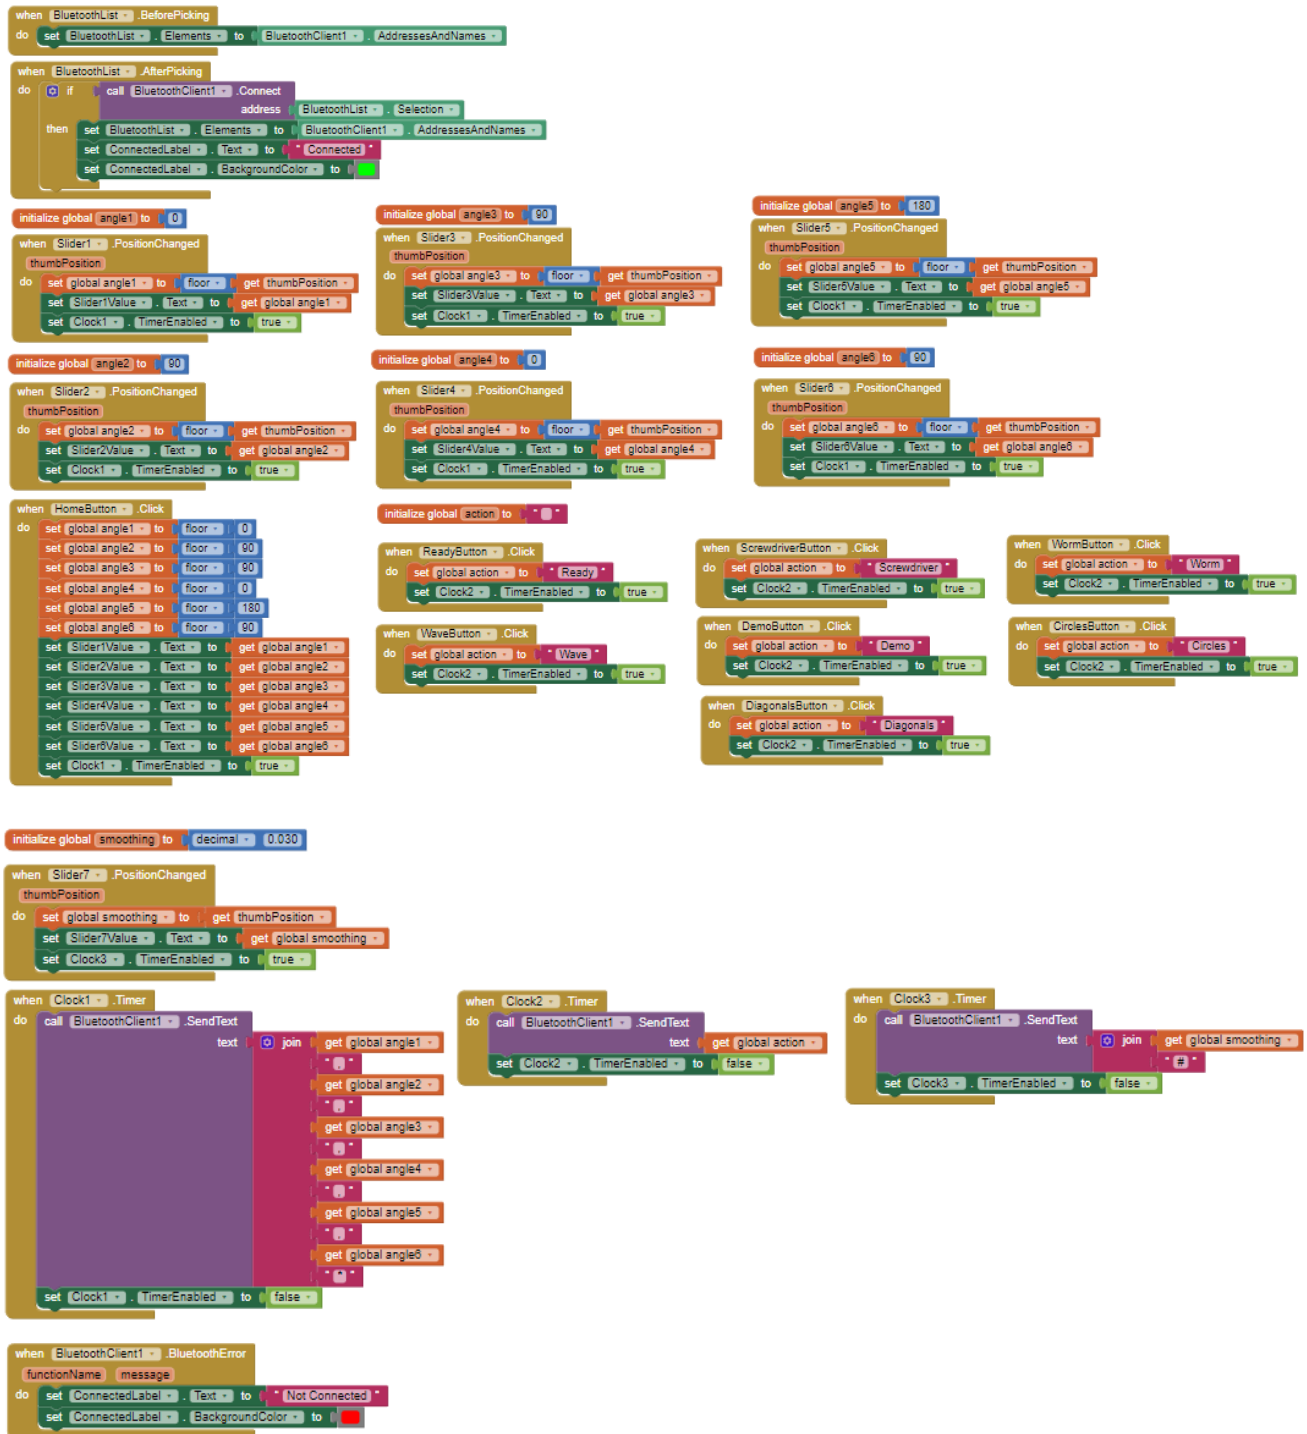 when BluetoothList .BeforePicking
do set BluetoothList . Elements to BluetoothClient1 . AddressesAndNames
when BluetoothList .AfterPicking
do if call BluetoothClient1 .Connect
address BluetoothList . Selection
then set BluetoothList . Elements to BluetoothClient1 . AddressesAndNames
set ConnectedLabel . Text to " Connected "
set ConnectedLabel . BackgroundColor to
initialize global angle1 to 0
when Slider1 .PositionChanged
thumbPosition
do set global angle1 to floor get thumbPosition
set Slider1Value . Text to get global angle1
set Clock1 . TimerEnabled to true
initialize global angle3 to 90
when Slider3 .PositionChanged
thumbPosition
do set global angle3 to floor get thumbPosition
set Slider3Value . Text to get global angle3
set Clock1 . TimerEnabled to true
initialize global angle5 to 180
when Slider5 .PositionChanged
thumbPosition
do set global angle5 to floor get thumbPosition
set Slider5Value . Text to get global angle5
set Clock1 . TimerEnabled to true
initialize global angle2 to 90
when Slider2 .PositionChanged
thumbPosition
do set global angle2 to floor get thumbPosition
set Slider2Value . Text to get global angle2
set Clock1 . TimerEnabled to true
initialize global angle4 to 0
when Slider4 .PositionChanged
thumbPosition
do set global angle4 to floor get thumbPosition
set Slider4Value . Text to get global angle4
set Clock1 . TimerEnabled to true
initialize global angle6 to 90
when Slider6 .PositionChanged
thumbPosition
do set global angle6 to floor get thumbPosition
set Slider6Value . Text to get global angle6
set Clock1 . TimerEnabled to true
when HomeButton .Click
do set global angle1 to floor 0
set global angle2 to floor 90
set global angle3 to floor 90
set global angle4 to floor 0
set global angle5 to floor 180
set global angle6 to floor 90
set Slider1Value . Text to get global angle1
set Slider2Value . Text to get global angle2
set Slider3Value . Text to get global angle3
set Slider4Value . Text to get global angle4
set Slider5Value . Text to get global angle5
set Slider6Value . Text to get global angle6
set Clock1 . TimerEnabled to true
initialize global action to " "
when ReadyButton .Click
do set global action to " Ready "
set Clock2 . TimerEnabled to true
when WaveButton .Click
do set global action to " Wave "
set Clock2 . TimerEnabled to true
when ScrewdriverButton .Click
do set global action to " Screwdriver "
set Clock2 . TimerEnabled to true
when DemoButton .Click
do set global action to " Demo "
set Clock2 . TimerEnabled to true
when DiagonalsButton .Click
do set global action to " Diagonals "
set Clock2 . TimerEnabled to true
when WormButton .Click
do set global action to " Worm "
set Clock2 . TimerEnabled to true
when CirclesButton .Click
do set global action to " Circles "
set Clock2 . TimerEnabled to true
initialize global smoothing to decimal 0.030
when Slider7 .PositionChanged
thumbPosition
do set global smoothing to get thumbPosition
set Slider7Value . Text to get global smoothing
set Clock3 . TimerEnabled to true
when Clock1 .Timer
do call BluetoothClient1 .SendText
text join get global angle1
" , "
get global angle2
" , "
get global angle3
" , "
get global angle4
" , "
get global angle5
" , "
get global angle6
set Clock1 . TimerEnabled to false
when Clock2 .Timer
do call BluetoothClient1 .SendText
text get global action
set Clock2 . TimerEnabled to false
when Clock3 .Timer
do call BluetoothClient1 .SendText
text join get global smoothing
" # "
set Clock3 . TimerEnabled to false
when BluetoothClient1 .BluetoothError
functionName message
do set ConnectedLabel . Text to " Not Connected "
set ConnectedLabel . BackgroundColor to